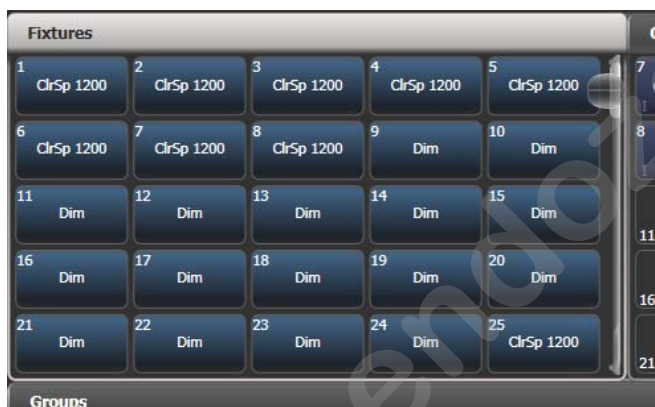 Fixtures
1 ClrSp 1200
2 ClrSp 1200
3 ClrSp 1200
4 ClrSp 1200
5 ClrSp 1200
7
6 ClrSp 1200
7 ClrSp 1200
8 ClrSp 1200
9 Dim
10 Dim
8
11 Dim
12 Dim
13 Dim
14 Dim
15 Dim
11
16 Dim
17 Dim
18 Dim
19 Dim
20 Dim
16
21 Dim
22 Dim
23 Dim
24 Dim
25 ClrSp 1200
21
Groups